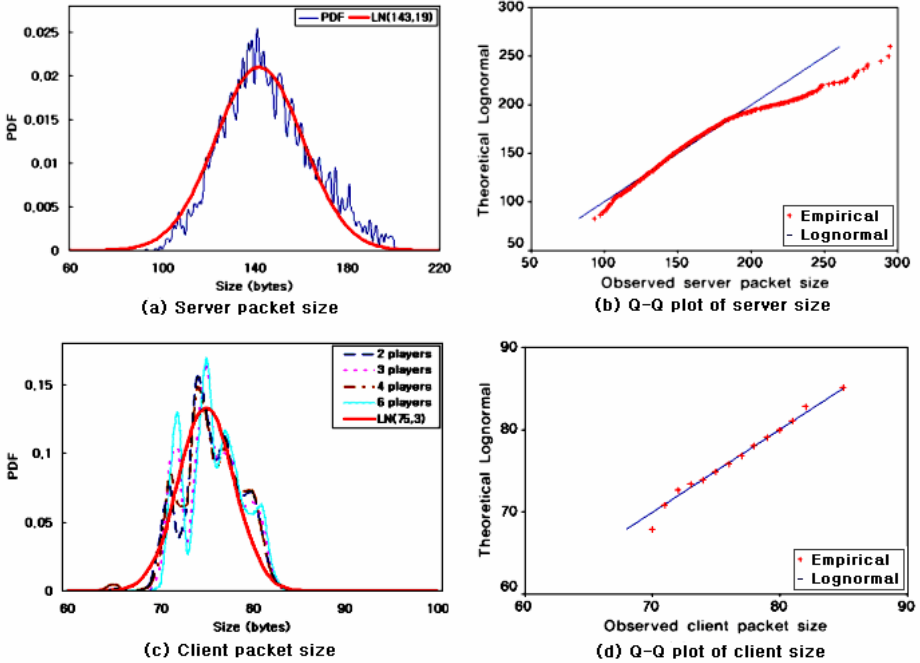 PDF LN(143,19)
0,025
0,02
0,015
0,01
0,005
0
PDF
60 100 140 180 220
Size (bytes)
(a) Server packet size
300
250
200
150
100
50
Theoretical Lognormal
+ Empirical
- Lognormal
50 100 150 200 250 300
Observed server packet size
(b) Q-Q plot of server size
2 players
3 players
4 players
6 players
LN(75,3)
0,15
0,1
0,05
0
PDF
60 70 80 90 100
Size (bytes)
(c) Client packet size
90
80
70
60
Theoretical Lognormal
+ Empirical
- Lognormal
60 70 80 90
Observed client packet size
(d) Q-Q plot of client size